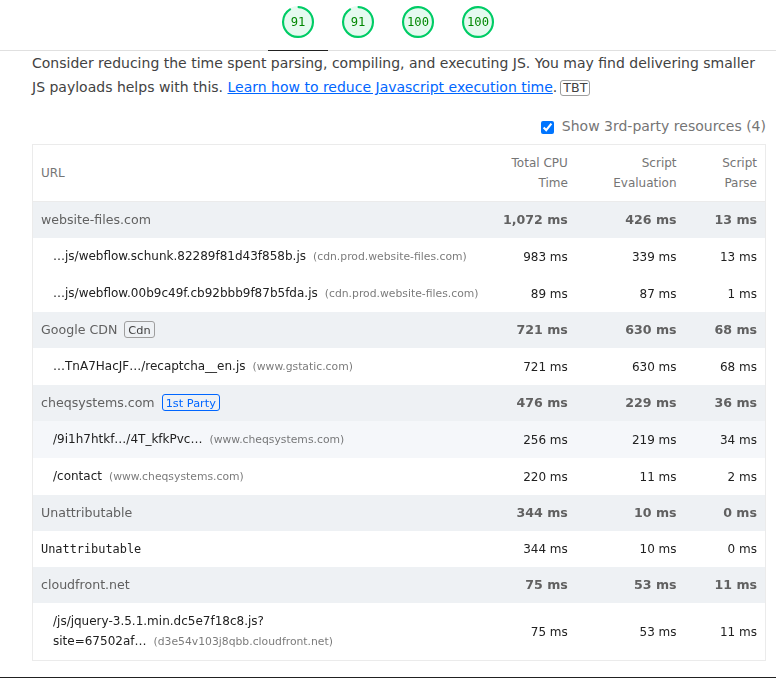 91 91 100 100
Consider reducing the time spent parsing, compiling, and executing JS. You may find delivering smaller
JS payloads helps with this. Learn how to reduce Javascript execution time. TBT
Show 3rd-party resources (4)
URL Total CPU Time Script Evaluation Script Parse
website-files.com 1,072 ms 426 ms 13 ms
…js/webflow.schunk.82289f81d43f858b.js (cdn.prod.website-files.com) 983 ms 339 ms 13 ms
…js/webflow.00b9c49f.cb92bbb9f87b5fda.js (cdn.prod.website-files.com) 89 ms 87 ms 1 ms
Google CDN Cdn 721 ms 630 ms 68 ms
…TnA7HacJF…/recaptcha__en.js (www.gstatic.com) 721 ms 630 ms 68 ms
cheqsystems.com 1st Party 476 ms 229 ms 36 ms
/9i1h7htkf…/4T_kfkPvc… (www.cheqsystems.com) 256 ms 219 ms 34 ms
/contact (www.cheqsystems.com) 220 ms 11 ms 2 ms
Unattributable 344 ms 10 ms 0 ms
Unattributable 344 ms 10 ms 0 ms
cloudfront.net 75 ms 53 ms 11 ms
/js/jquery-3.5.1.min.dc5e7f18c8.js?
site=67502af… (d3e54v103j8qbb.cloudfront.net) 75 ms 53 ms 11 ms